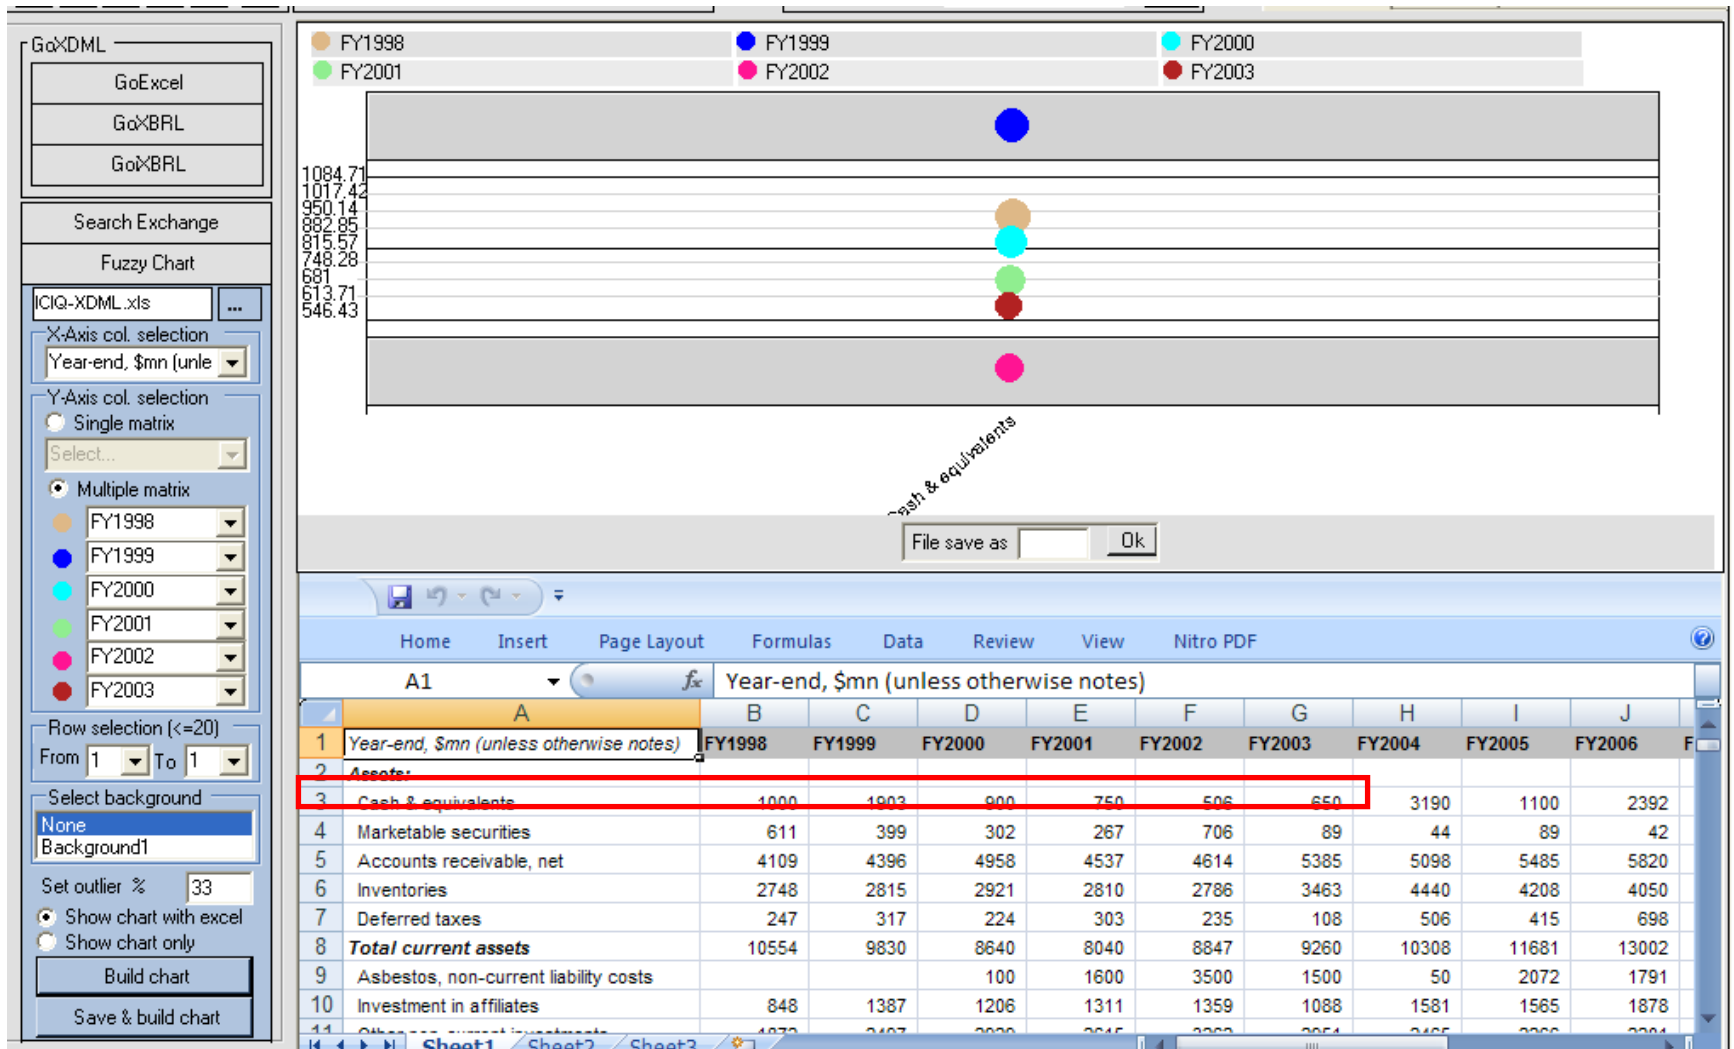 GoXDML
GoExcel
GoXBRL
GoiXBRL
Search Exchange
Fuzzy Chart
ICIQ-XDML.xls ...
X-Axis col. selection
Year-end, $mn (unle
Y-Axis col. selection
Single matrix
Select...
Multiple matrix
FY1998
FY1999
FY2000
FY2001
FY2002
FY2003
Row selection (<=20)
From 1 To 1
Select background
None
Background1
Set outlier % 33
Show chart with excel
Show chart only
Build chart
Save & build chart
FY1998 FY1999 FY2000
FY2001 FY2002 FY2003
1084.71
1017.42
950.14
882.85
815.57
748.28
681
613.71
546.43
Cash & equivalents
File save as Ok
Home Insert Page Layout Formulas Data Review View Nitro PDF
A1 fx Year-end, $mn (unless otherwise notes)
A B C D E F G H I J
1 Year-end, $mn (unless otherwise notes) FY1998 FY1999 FY2000 FY2001 FY2002 FY2003 FY2004 FY2005 FY2006 F
2 Assets:
3 Cash & equivalents 1000 1903 900 750 506 650 3190 1100 2392
4 Marketable securities 611 399 302 267 706 89 44 89 42
5 Accounts receivable, net 4109 4396 4958 4537 4614 5385 5098 5485 5820
6 Inventories 2748 2815 2921 2810 2786 3463 4440 4208 4050
7 Deferred taxes 247 317 224 303 235 108 506 415 698
8 Total current assets 10554 9830 8640 8040 8847 9260 10308 11681 13002
9 Asbestos, non-current liability costs 100 1600 3500 1500 50 2072 1791
10 Investment in affiliates 848 1387 1206 1311 1359 1088 1581 1565 1878
11 Other non-current investments
Sheet1 Sheet2 Sheet3